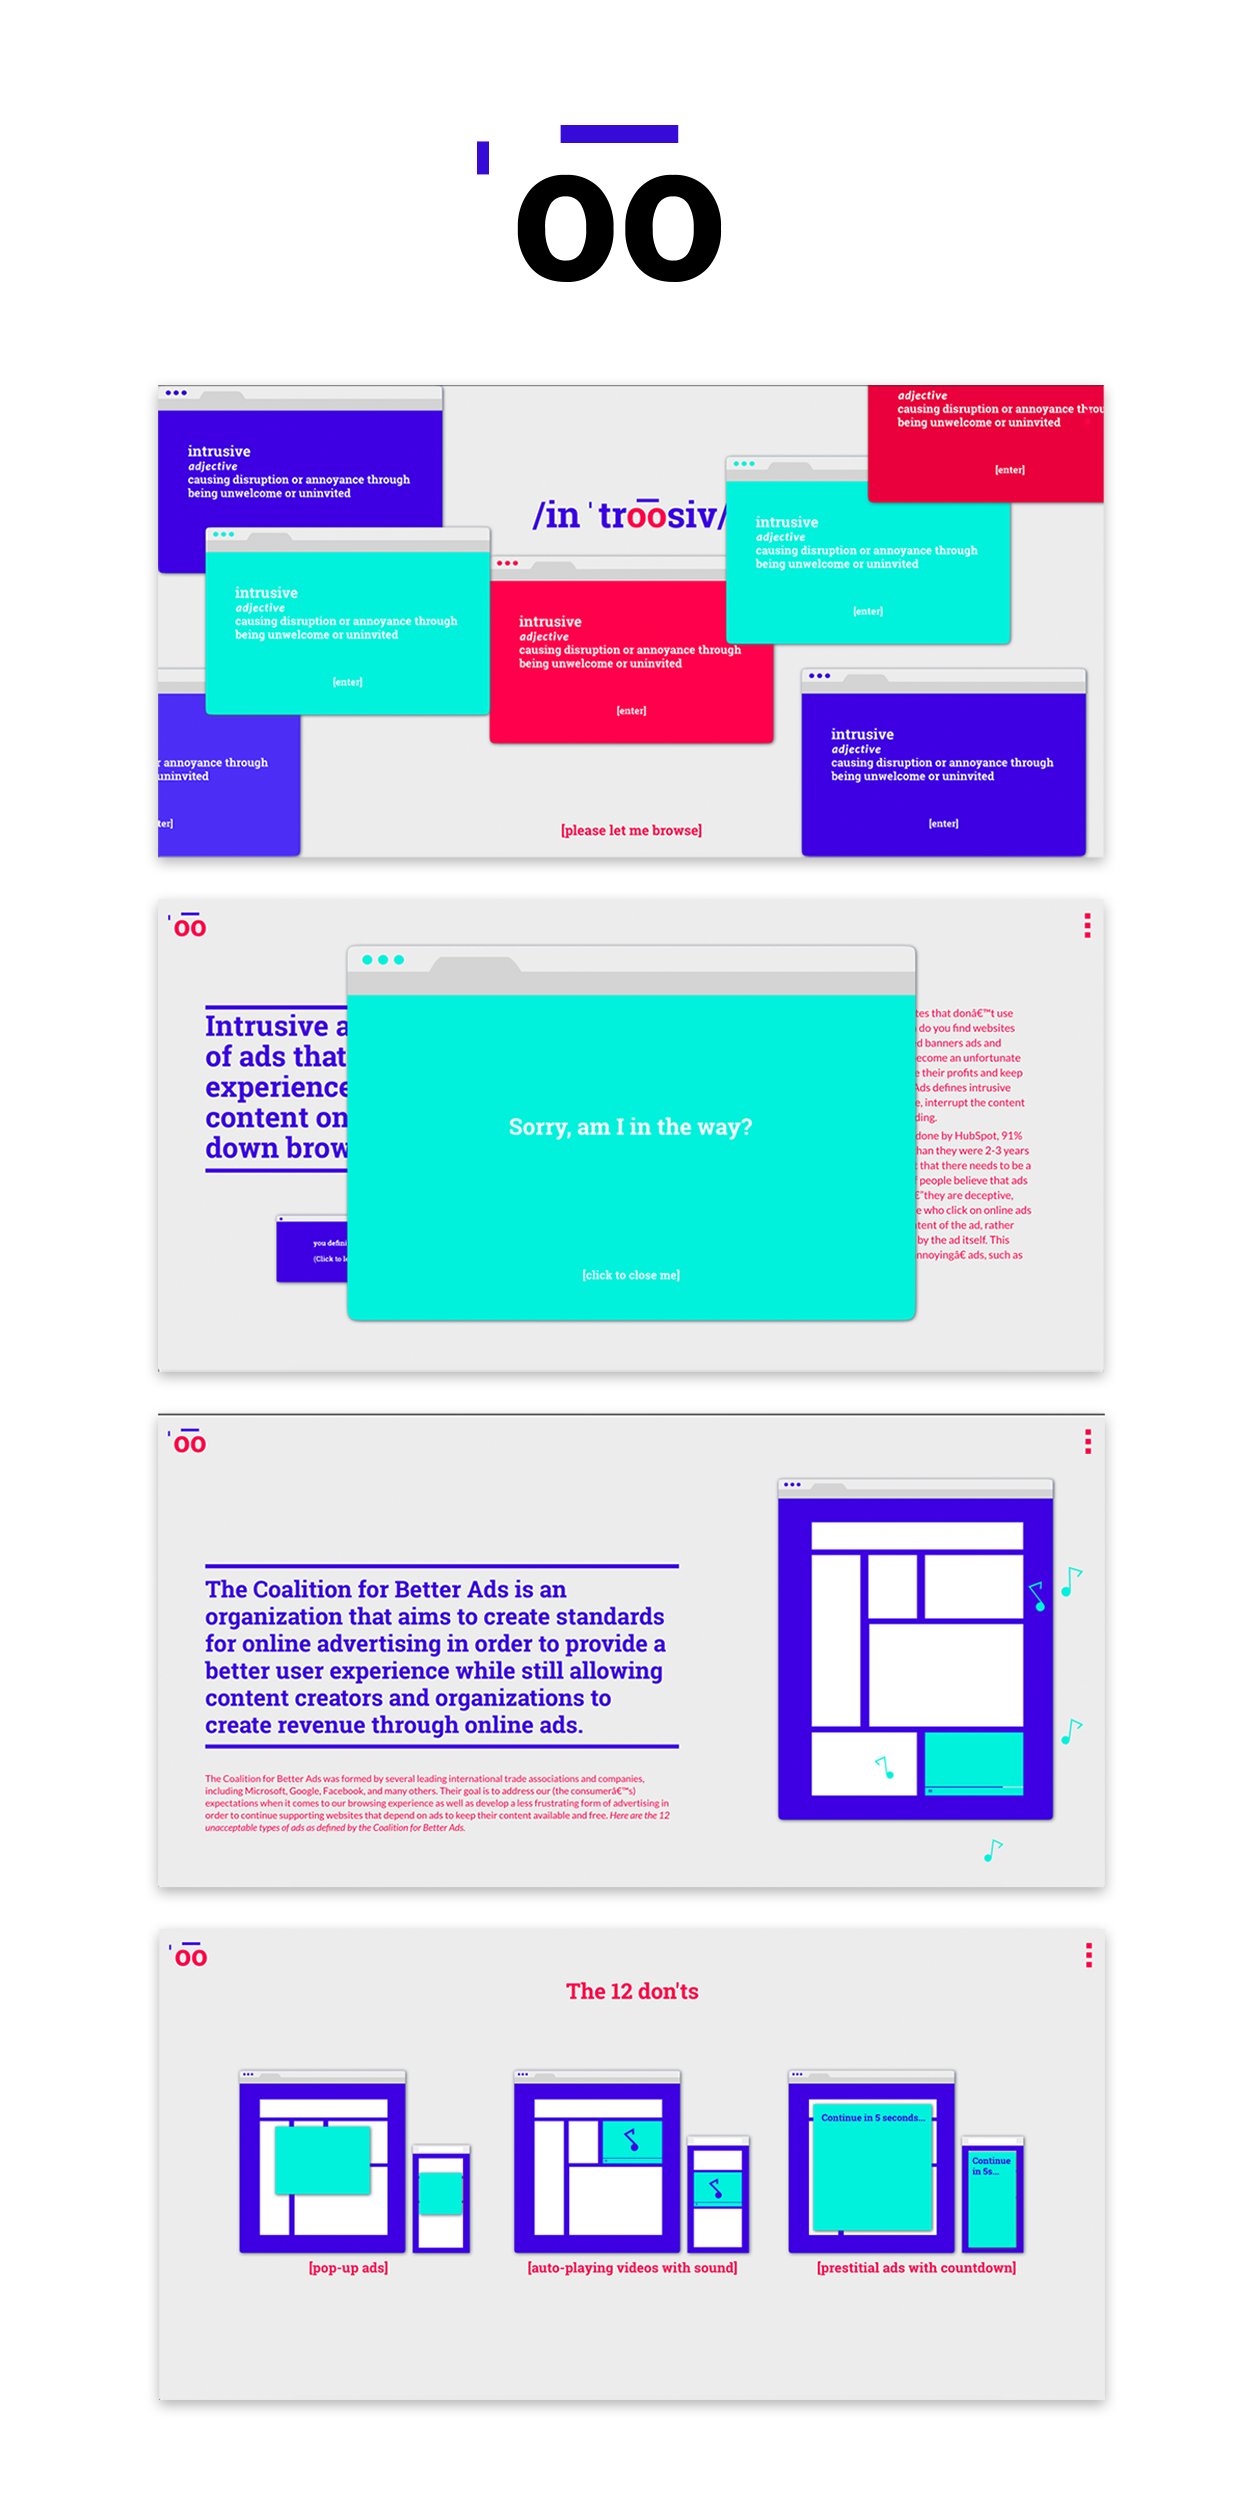 'o͞o
intrusive
adjective
causing disruption or annoyance through
being unwelcome or uninvited
adjective
causing disruption or annoyance throu
being unwelcome or uninvited
[enter]
/in ˈtro͞osiv/
intrusive
adjective
causing disruption or annoyance through
being unwelcome or uninvited
[enter]
intrusive
adjective
causing disruption or annoyance through
being unwelcome or uninvited
[enter]
intrusive
adjective
causing disruption or annoyance through
being unwelcome or uninvited
[enter]
r annoyance through
uninvited
ter]
intrusive
adjective
causing disruption or annoyance through
being unwelcome or uninvited
[enter]
[please let me browse]
'o͞o
Intrusive a
of ads that
experience
content on
down brow
you defini
(Click to le
Sorry, am I in the way?
[click to close me]
tes that donâ€™t use
do you find websites
d banners ads and
ecome an unfortunate
e their profits and keep
Ads defines intrusive
e, interrupt the content
ding.
done by HubSpot, 91%
han they were 2-3 years
t that there needs to be a
f people believe that ads
€"they are deceptive,
e who click on online ads
tent of the ad, rather
by the ad itself. This
nnoyingâ€ ads, such as
'o͞o
The Coalition for Better Ads is an
organization that aims to create standards
for online advertising in order to provide a
better user experience while still allowing
content creators and organizations to
create revenue through online ads.
The Coalition for Better Ads was formed by several leading international trade associations and companies,
including Microsoft, Google, Facebook, and many others. Their goal is to address our (the consumerâ€™s)
expectations when it comes to our browsing experience as well as develop a less frustrating form of advertising in
order to continue supporting websites that depend on ads to keep their content available and free. Here are the 12
unacceptable types of ads as defined by the Coalition for Better Ads.
'o͞o
The 12 don'ts
Continue in 5 seconds...
Continue
in 5s...
[pop-up ads]
[auto-playing videos with sound]
[prestitial ads with countdown]